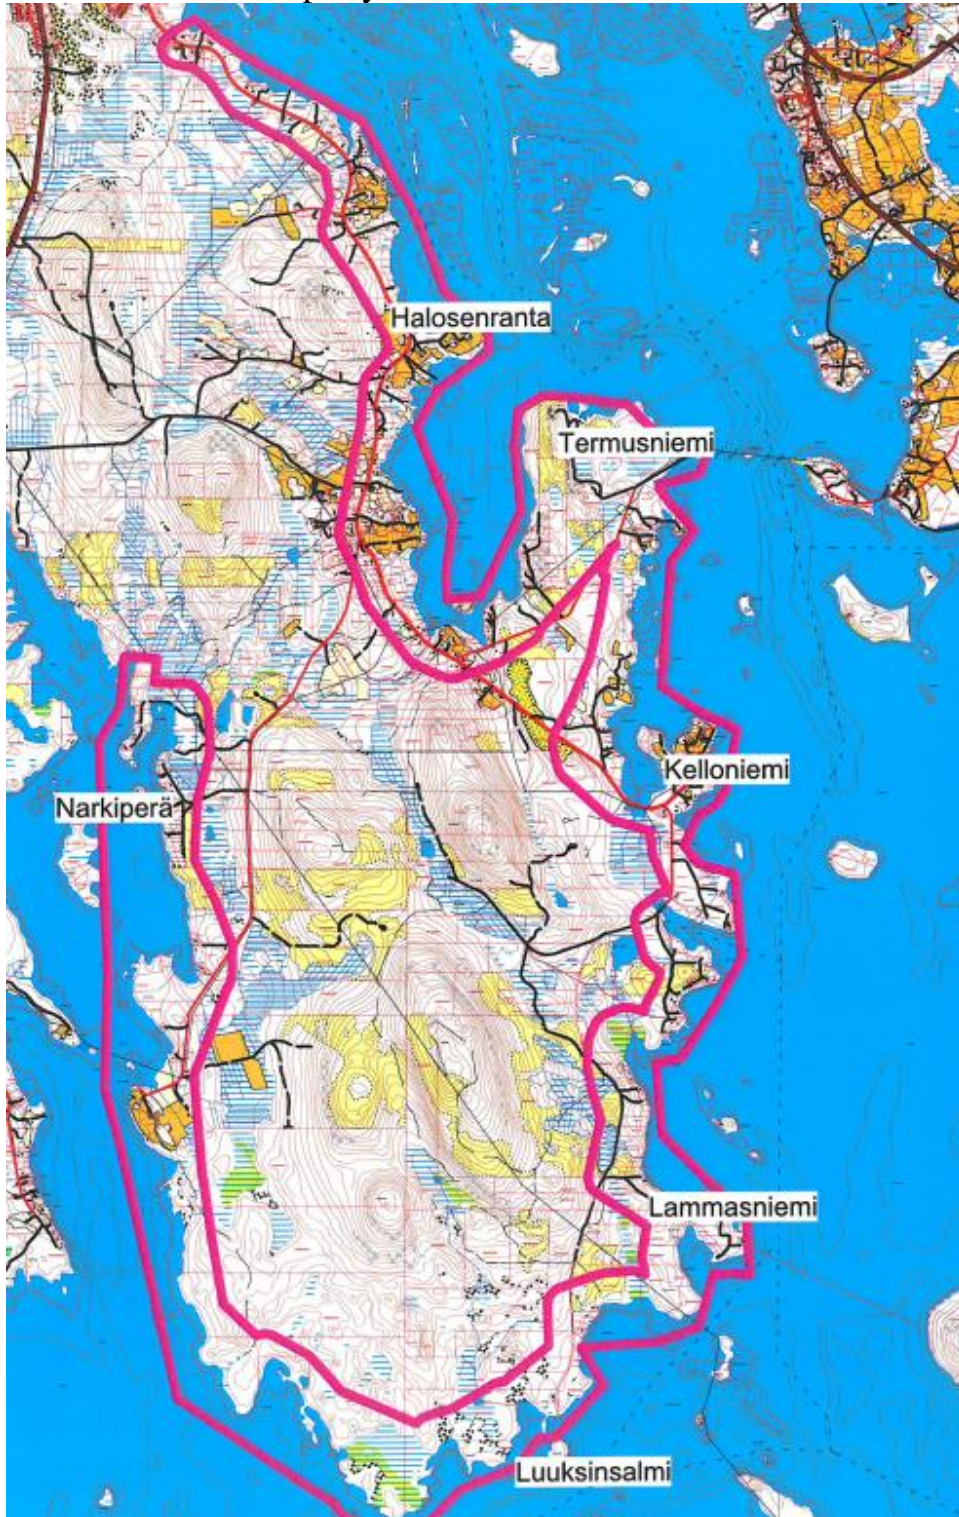 Halosenranta
Termusniemi
Kelloniemi
Narkiperä
Lammasniemi
Luuksinsalmi